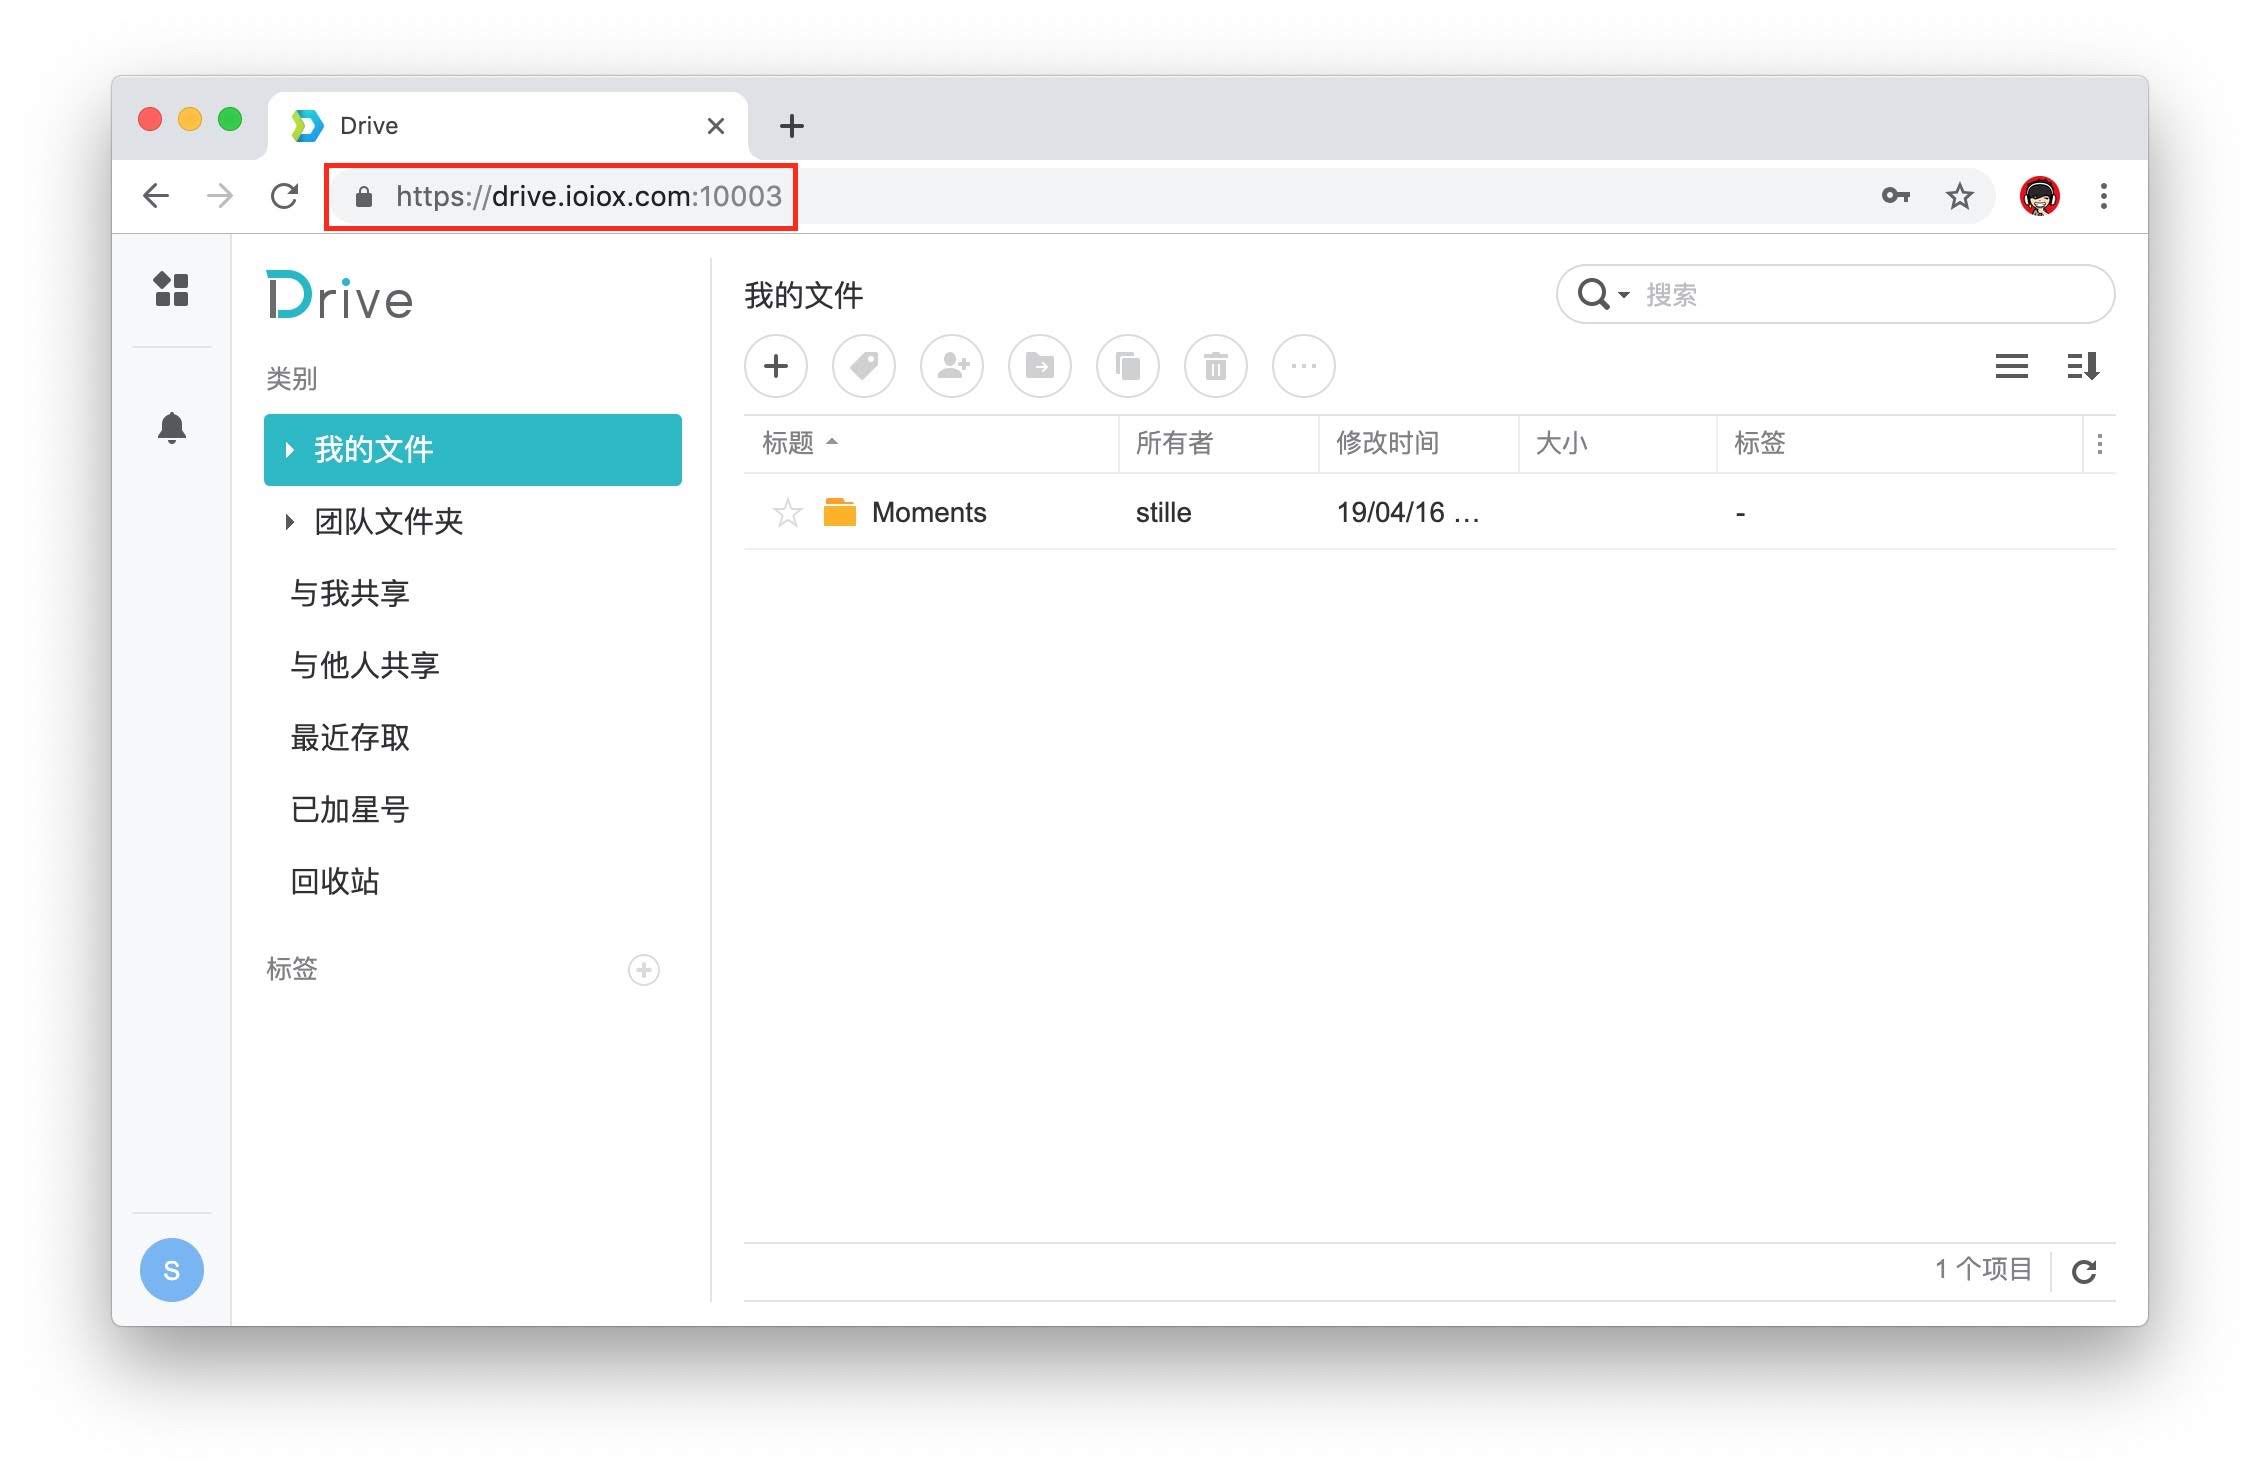 Drive
https://drive.ioiox.com:10003
Drive
类别
我的文件
团队文件夹
与我共享
与他人共享
最近存取
已加星号
回收站
标签
S
我的文件
搜索
标题 所有者 修改时间 大小 标签
Moments stille 19/04/16 … -
1 个项目